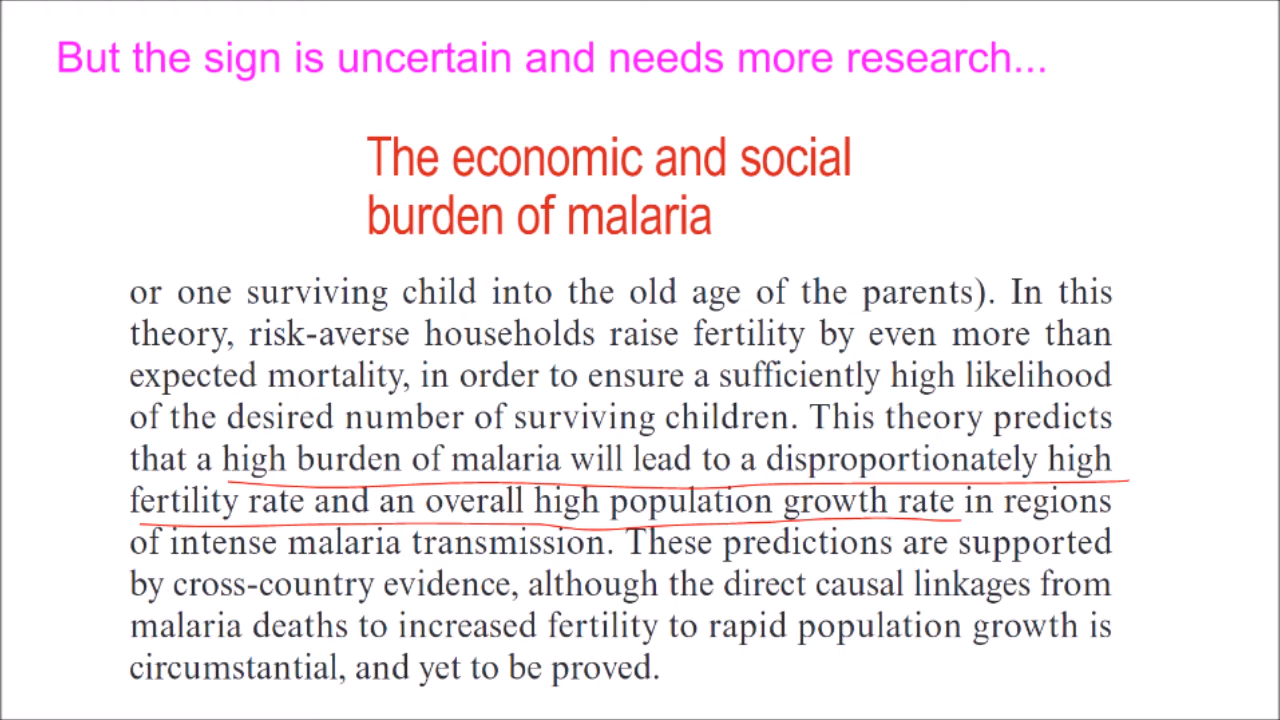 But the sign is uncertain and needs more research...
The economic and social
burden of malaria
or one surviving child into the old age of the parents). In this
theory, risk-averse households raise fertility by even more than
expected mortality, in order to ensure a sufficiently high likelihood
of the desired number of surviving children. This theory predicts
that a high burden of malaria will lead to a disproportionately high
fertility rate and an overall high population growth rate in regions
of intense malaria transmission. These predictions are supported
by cross-country evidence, although the direct causal linkages from
malaria deaths to increased fertility to rapid population growth is
circumstantial, and yet to be proved.